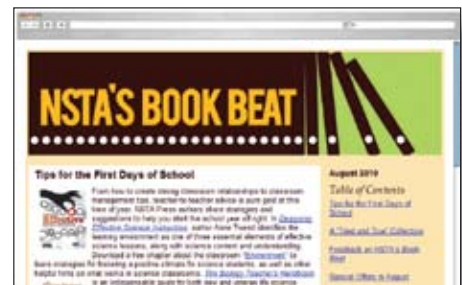 NSTA'S BOOK BEAT
Tips for the First Days of School
From how to create strong classroom relationships to classroom
management tips, teacher-to-teacher advice is pure gold at this
time of year. NSTA Press authors share strategies and
suggestions to help you start the school year off right. In Designing
Effective Science Instruction, author Anne Tweed identifies the
learning environment as one of three essential elements of effective
science lessons, along with science content and understanding.
Download a free chapter about the classroom "Environment" to
learn strategies for fostering a positive climate for science students, as well as other
helpful hints on what works in science classrooms. The Biology Teacher's Handbook
is an indispensable guide for both new and veteran life science
Effective
August 2010
Table of Contents
Tips for the First Days of
School
Feedback on NSTA's Book
Beat
Special Offers in August